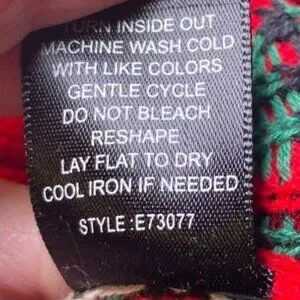 TURN INSIDE OUT
MACHINE WASH COLD
WITH LIKE COLORS
GENTLE CYCLE
DO NOT BLEACH
RESHAPE
LAY FLAT TO DRY
COOL IRON IF NEEDED
STYLE :E73077